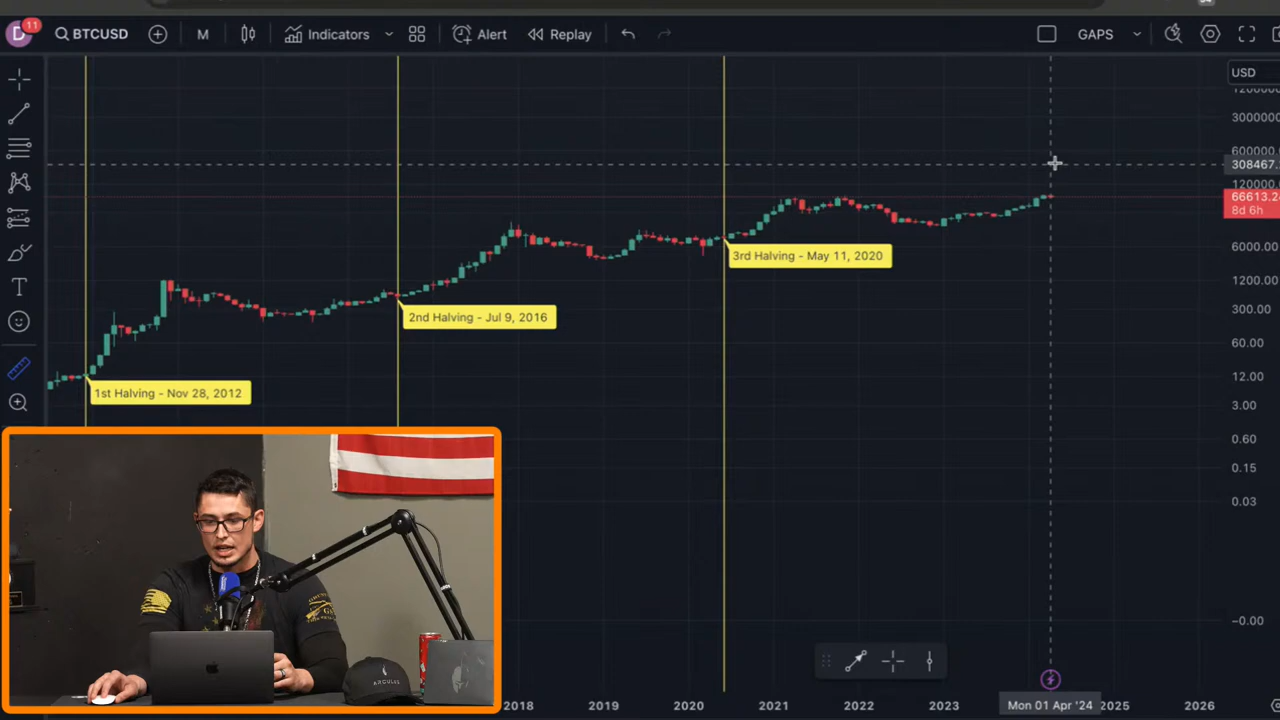 D
11
BTCUSD
M
Indicators
Alert
Replay
GAPS
USD
3000000
600000
308467.
120000
66613.2
8d 6h
6000.00
1200.00
300.00
60.00
12.00
3.00
0.60
0.15
0.03
−0.00
3rd Halving - May 11, 2020
2nd Halving - Jul 9, 2016
1st Halving - Nov 28, 2012
ARCULUS
2018
2019
2020
2021
2022
2023
Mon 01 Apr '24
2025
2026